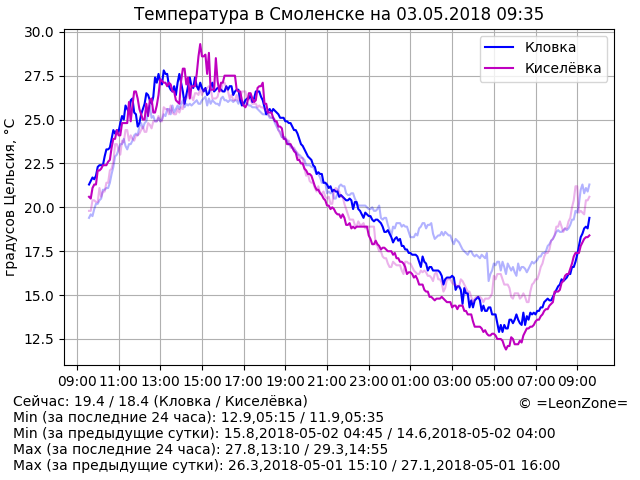 Температура в Смоленске на 03.05.2018 09:35
30.0
27.5
25.0
22.5
20.0
17.5
15.0
12.5
градусов Цельсия, °C
Кловка
Киселёвка
09:00 11:00 13:00 15:00 17:00 19:00 21:00 23:00 01:00 03:00 05:00 07:00 09:00
Сейчас: 19.4 / 18.4 (Кловка / Киселёвка)
© =LeonZone=
Min (за последние 24 часа): 12.9,05:15 / 11.9,05:35
Min (за предыдущие сутки): 15.8,2018-05-02 04:45 / 14.6,2018-05-02 04:00
Max (за последние 24 часа): 27.8,13:10 / 29.3,14:55
Max (за предыдущие сутки): 26.3,2018-05-01 15:10 / 27.1,2018-05-01 16:00